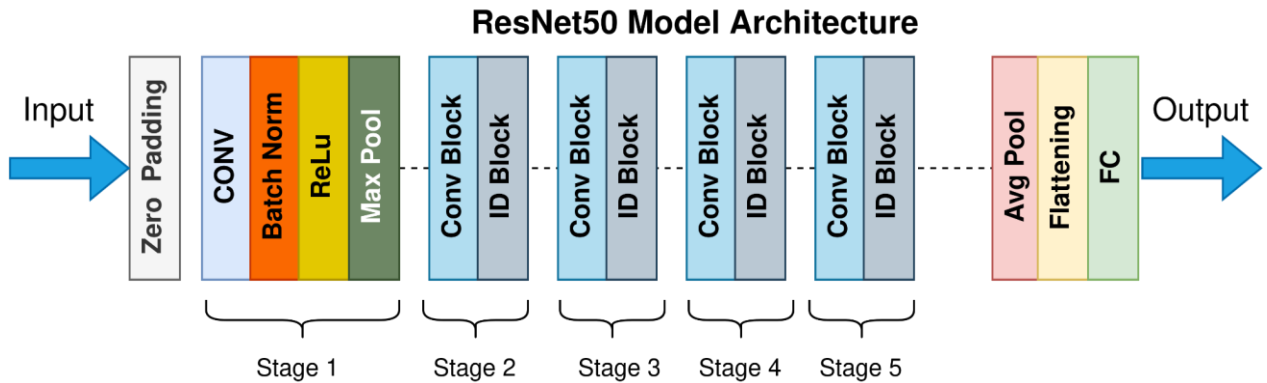 ResNet50 Model Architecture
Input
Zero Padding
CONV
Batch Norm
ReLu
Max Pool
Conv Block
ID Block
Conv Block
ID Block
Conv Block
ID Block
Conv Block
ID Block
Avg Pool
Flattening
FC
Output
Stage 1
Stage 2
Stage 3
Stage 4
Stage 5